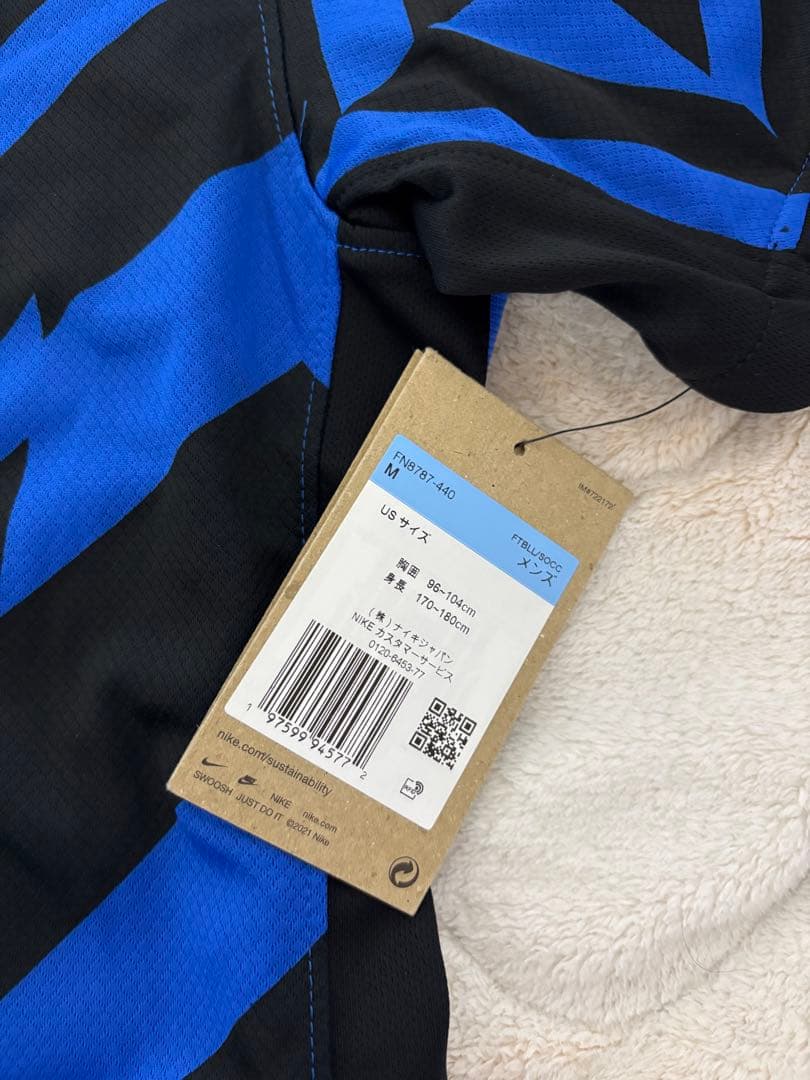 FN8787-440
M
IM#722172
US サイズ
FTBLL/SOCC
メンズ
胸囲 96~104cm
身長 170~180cm
(株)ナイキジャパン
NIKE カスタマーサービス
0120-6453-77
1 97599 94577 2
nike.com/sustainability
SWOOSH JUST DO IT NIKE nike.com
©2021 Nike